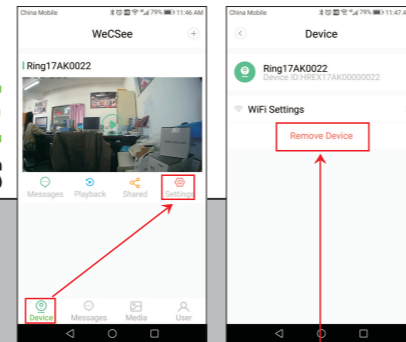 China Mobile 79% 11:46 AM
WeCSee
Ring17AK0022
Messages Playback Shared Settings
Device Messages Media User
China Mobile 79% 11:47 A
Device
Ring17AK0022
Device ID:HREX17AK00000022
WiFi Settings
Remove Device